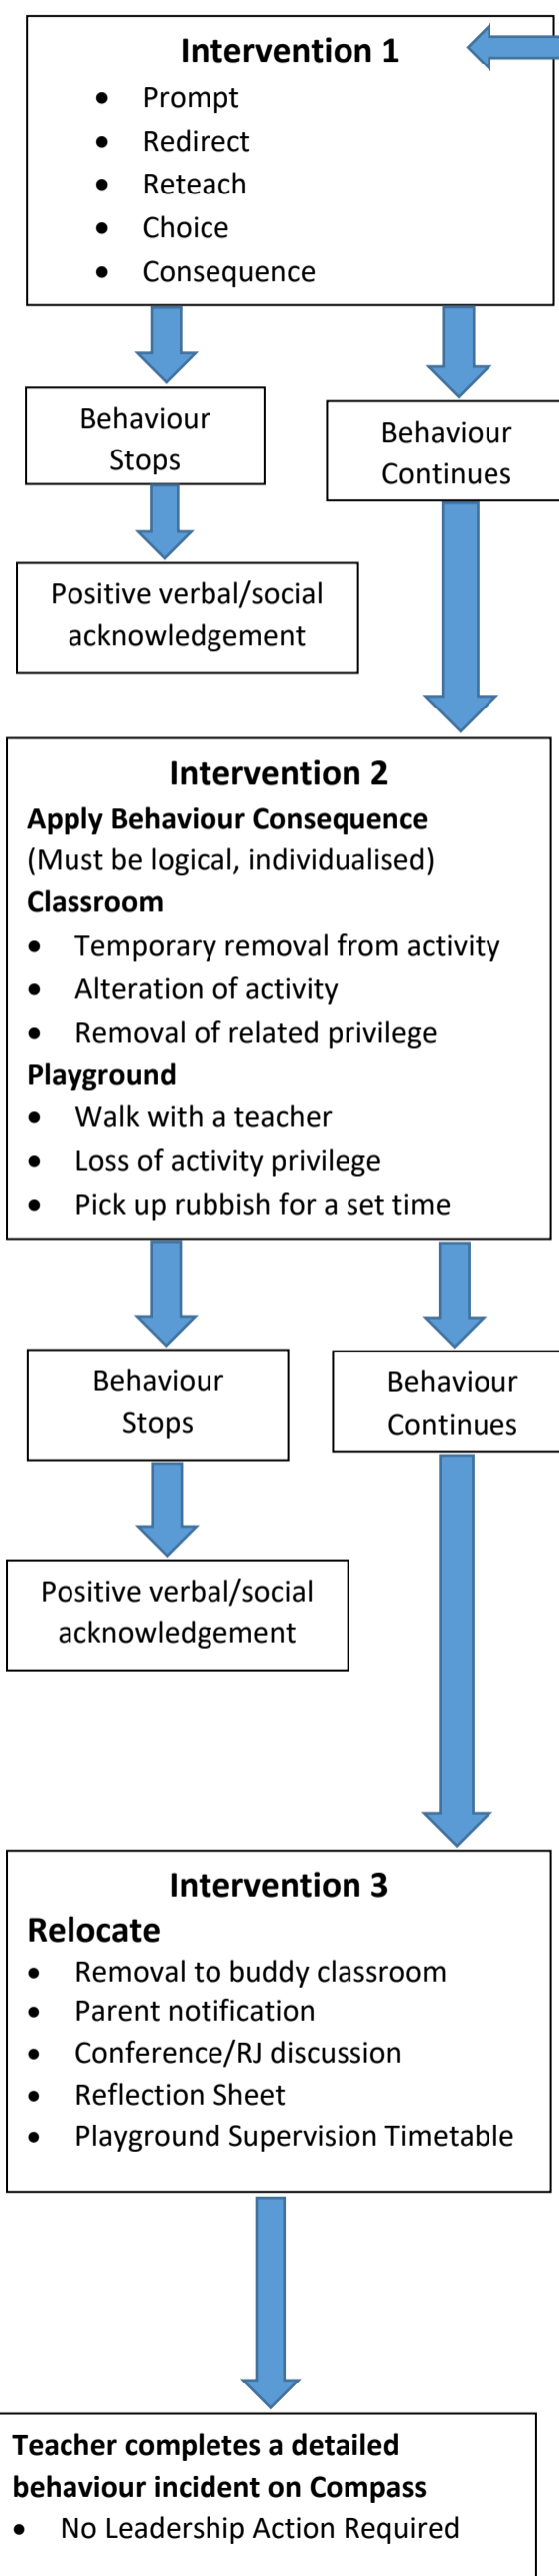 Intervention 1
• Prompt
• Redirect
• Reteach
• Choice
• Consequence
Behaviour
Stops
Behaviour
Continues
Positive verbal/social
acknowledgement
Intervention 2
Apply Behaviour Consequence
(Must be logical, individualised)
Classroom
• Temporary removal from activity
• Alteration of activity
• Removal of related privilege
Playground
• Walk with a teacher
• Loss of activity privilege
• Pick up rubbish for a set time
Behaviour
Stops
Behaviour
Continues
Positive verbal/social
acknowledgement
Intervention 3
Relocate
• Removal to buddy classroom
• Parent notification
• Conference/RJ discussion
• Reflection Sheet
• Playground Supervision Timetable
Teacher completes a detailed
behaviour incident on Compass
• No Leadership Action Required